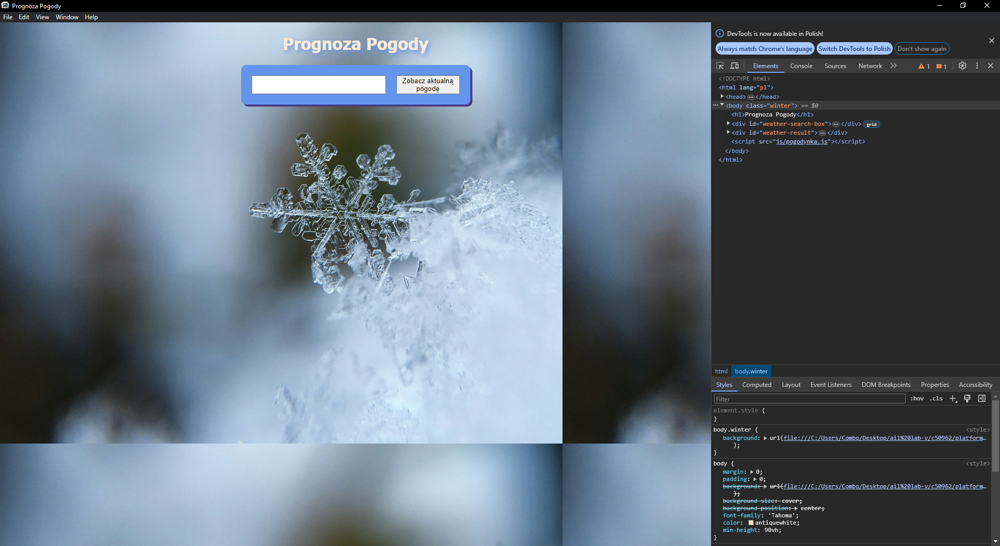 Prognoza Pogody
File Edit View Window Help
Prognoza Pogody
Zobacz aktualną
pogodę
DevTools is now available in Polish!
Always match Chrome's language Switch DevTools to Polish Don't show again
Elements Console Sources Network 1 1
<!DOCTYPE html>
<html lang="pl">
<head> … </head>
… <body class="winter"> == $0
<h1>Prognoza Pogody</h1>
<div id="weather-search-box"> … </div> grid
<div id="weather-result"> … </div>
<script src="js/pogodynka.js"></script>
</body>
</html>
html body.winter
Styles Computed Layout Event Listeners DOM Breakpoints Properties Accessibility
Filter :hov .cls
element.style {
}
body.winter { <style>
background: url(file:///C:/Users/Combo/Desktop/ai1%20lab-v/c50962/platform…
);
}
body { <style>
margin: 0;
padding: 0;
background: url(file:///C:/Users/Combo/Desktop/ai1%20lab-v/c50962/platform…
);
background-size: cover;
background-position: center;
font-family: 'Tahoma';
color: antiquewhite;
min-height: 90vh;
}